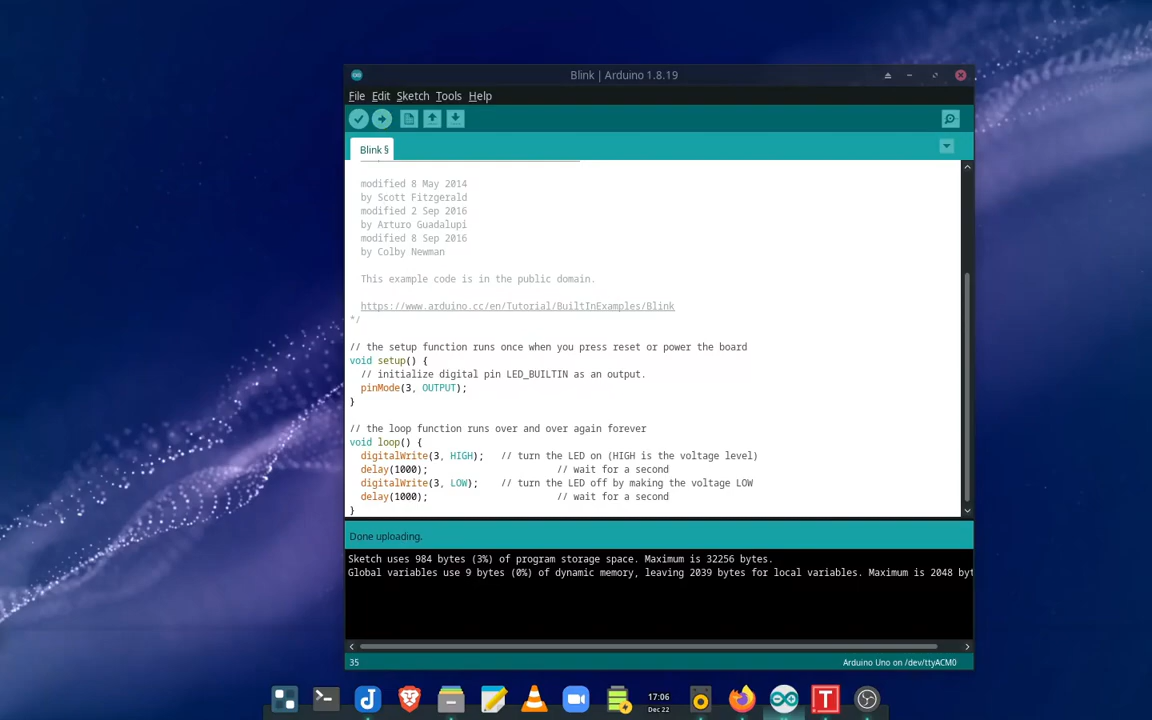 Blink | Arduino 1.8.19
File Edit Sketch Tools Help
Blink §
modified 8 May 2014
by Scott Fitzgerald
modified 2 Sep 2016
by Arturo Guadalupi
modified 8 Sep 2016
by Colby Newman
This example code is in the public domain.
https://www.arduino.cc/en/Tutorial/BuiltInExamples/Blink
*/
// the setup function runs once when you press reset or power the board
void setup() {
// initialize digital pin LED_BUILTIN as an output.
pinMode(3, OUTPUT);
}
// the loop function runs over and over again forever
void loop() {
digitalWrite(3, HIGH); // turn the LED on (HIGH is the voltage level)
delay(1000); // wait for a second
digitalWrite(3, LOW); // turn the LED off by making the voltage LOW
delay(1000); // wait for a second
}
Done uploading.
Sketch uses 984 bytes (3%) of program storage space. Maximum is 32256 bytes.
Global variables use 9 bytes (0%) of dynamic memory, leaving 2039 bytes for local variables. Maximum is 2048 byt
35 Arduino Uno on /dev/ttyACM0
17:06
Dec 22